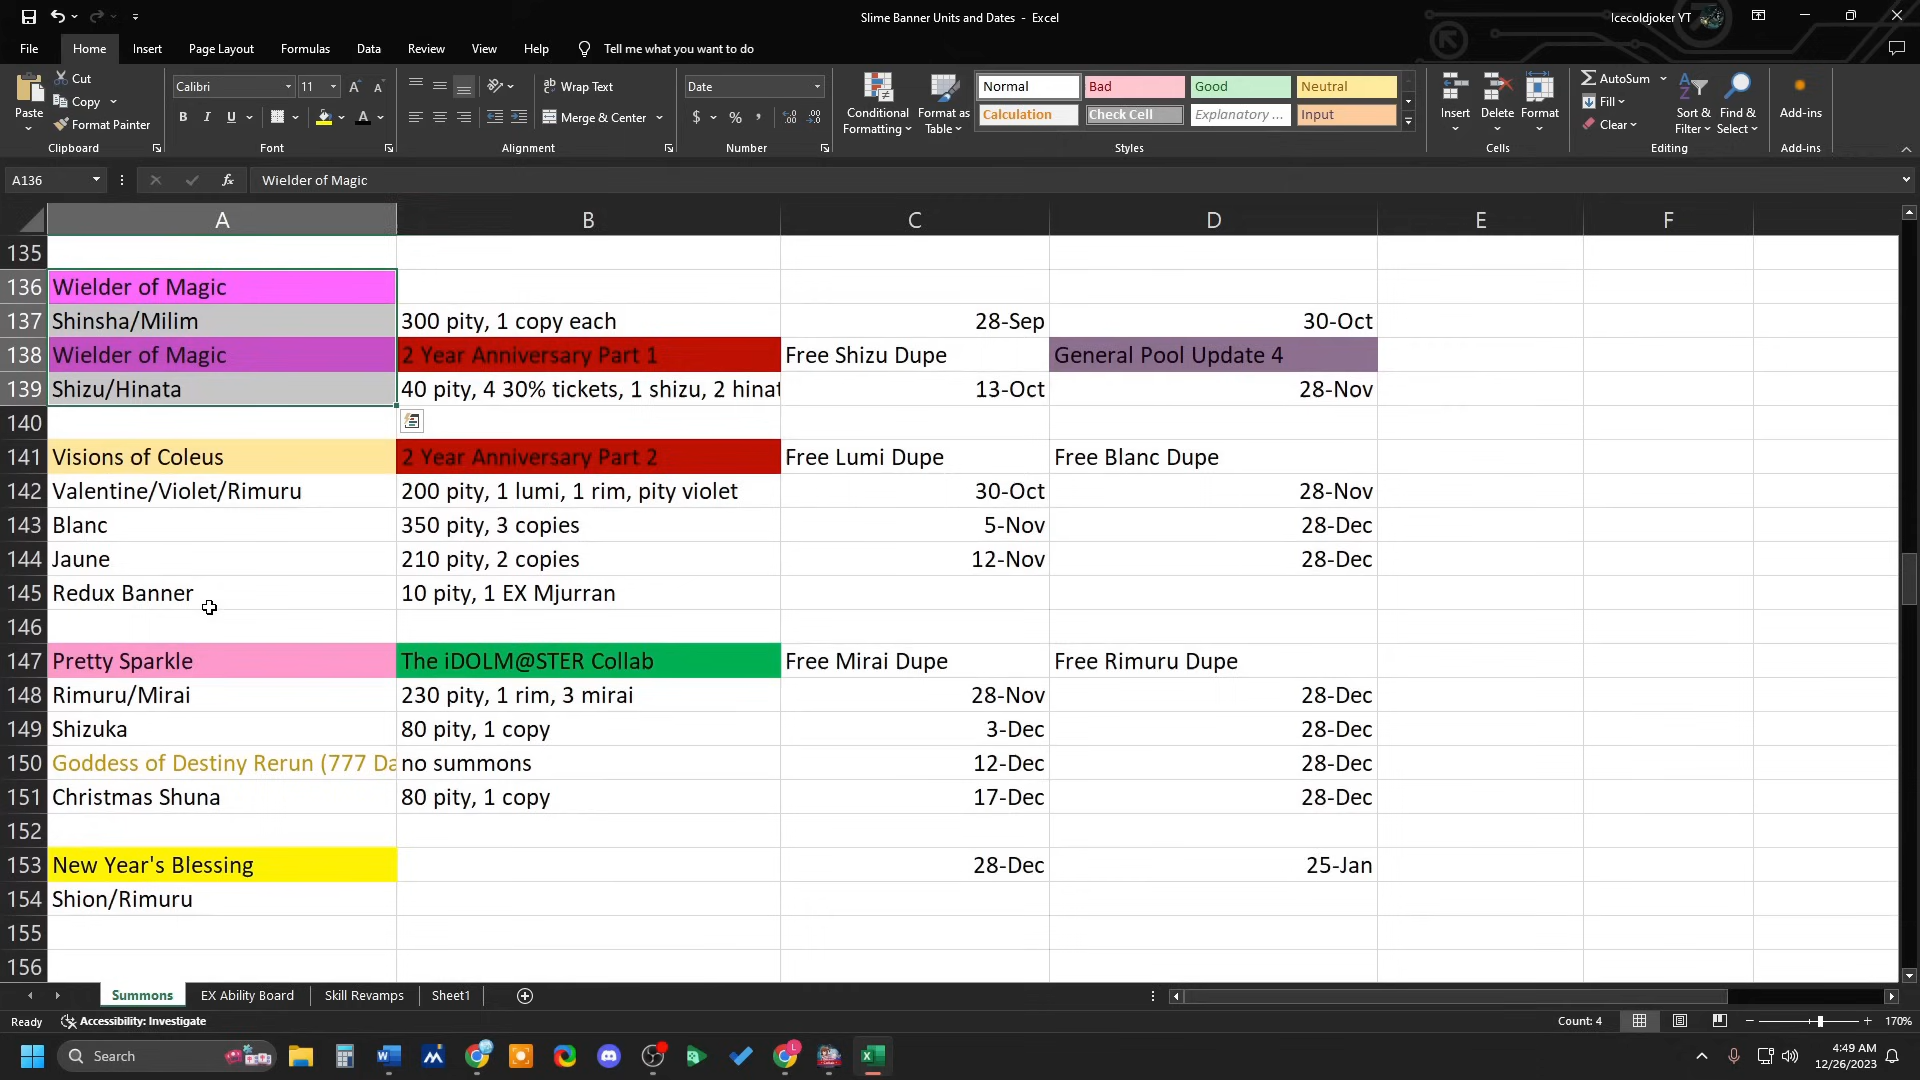 Slime Banner Units and Dates - Excel
Icecoldjoker YT
File Home Insert Page Layout Formulas Data Review View Help Tell me what you want to do
Paste
Cut
Copy
Format Painter
Clipboard
Calibri 11
B I U
Font
Wrap Text
Merge & Center
Alignment
Date
$ % ,
Number
Conditional Formatting
Format as Table
Normal Bad Good Neutral
Calculation Check Cell Explanatory ... Input
Styles
Insert Delete Format
Cells
AutoSum
Fill
Clear
Sort & Filter
Find & Select
Editing
Add-ins
Add-ins
A136 fx Wielder of Magic
A B C D E F
135
136 Wielder of Magic
137 Shinsha/Milim 300 pity, 1 copy each 28-Sep 30-Oct
138 Wielder of Magic 2 Year Anniversary Part 1 Free Shizu Dupe General Pool Update 4
139 Shizu/Hinata 40 pity, 4 30% tickets, 1 shizu, 2 hinat 13-Oct 28-Nov
140
141 Visions of Coleus 2 Year Anniversary Part 2 Free Lumi Dupe Free Blanc Dupe
142 Valentine/Violet/Rimuru 200 pity, 1 lumi, 1 rim, pity violet 30-Oct 28-Nov
143 Blanc 350 pity, 3 copies 5-Nov 28-Dec
144 Jaune 210 pity, 2 copies 12-Nov 28-Dec
145 Redux Banner 10 pity, 1 EX Mjurran
146
147 Pretty Sparkle The iDOLM@STER Collab Free Mirai Dupe Free Rimuru Dupe
148 Rimuru/Mirai 230 pity, 1 rim, 3 mirai 28-Nov 28-Dec
149 Shizuka 80 pity, 1 copy 3-Dec 28-Dec
150 Goddess of Destiny Rerun (777 Da no summons 12-Dec 28-Dec
151 Christmas Shuna 80 pity, 1 copy 17-Dec 28-Dec
152
153 New Year's Blessing 28-Dec 25-Jan
154 Shion/Rimuru
155
156
Summons EX Ability Board Skill Revamps Sheet1
Ready Accessibility: Investigate Count: 4 170%
Search
4:49 AM
12/26/2023